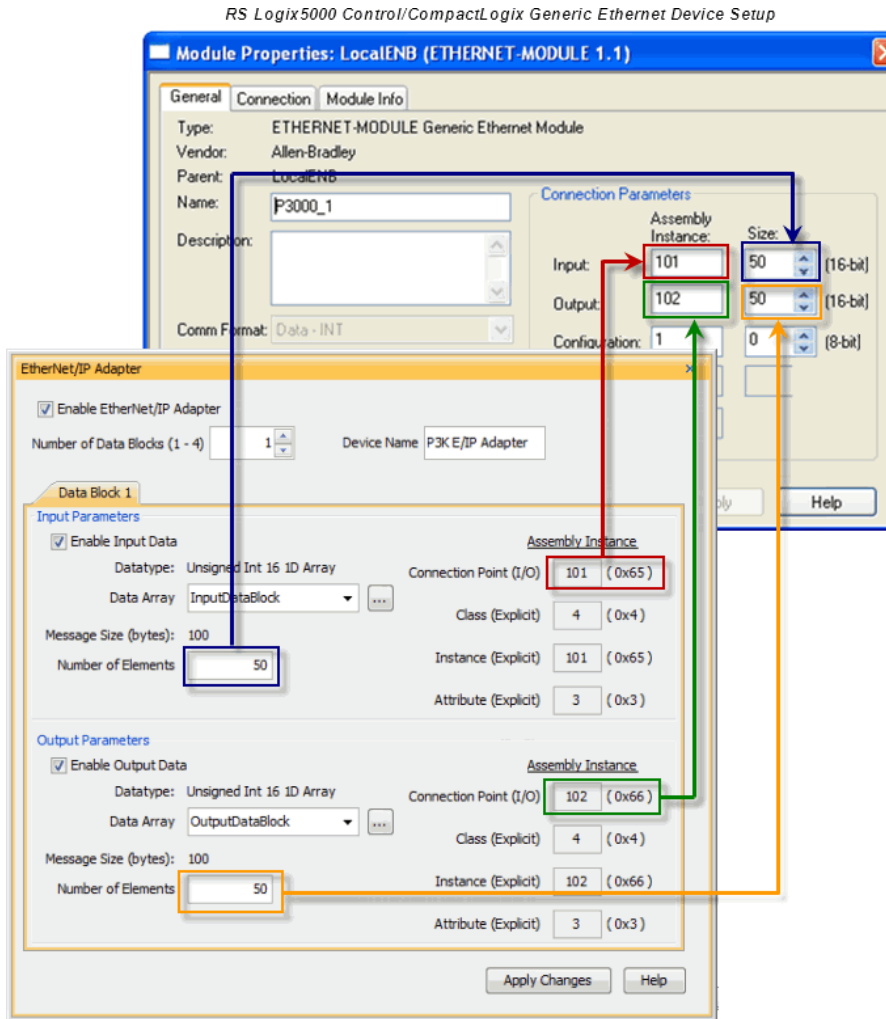 RS Logix5000 Control/CompactLogix Generic Ethernet Device Setup
Module Properties: LocalENB (ETHERNET-MODULE 1.1)
General Connection Module Info
Type: ETHERNET-MODULE Generic Ethernet Module
Vendor: Allen-Bradley
Parent: LocalENB
Name: P3000_1
Description:
Comm Format: Data - INT
Connection Parameters
Assembly
Instance: Size:
Input: 101 50 (16-bit)
Output: 102 50 (16-bit)
Configuration: 1 0 (8-bit)
Help
EtherNet/IP Adapter
Enable EtherNet/IP Adapter
Number of Data Blocks (1 - 4) 1 Device Name P3K E/IP Adapter
Data Block 1
Input Parameters
Enable Input Data Assembly Instance
Datatype: Unsigned Int 16 1D Array Connection Point (I/O) 101 (0x65)
Data Array InputDataBlock ... Class (Explicit) 4 (0x4)
Message Size (bytes): 100
Number of Elements 50 Instance (Explicit) 101 (0x65)
Attribute (Explicit) 3 (0x3)
Output Parameters
Enable Output Data Assembly Instance
Datatype: Unsigned Int 16 1D Array Connection Point (I/O) 102 (0x66)
Data Array OutputDataBlock ... Class (Explicit) 4 (0x4)
Message Size (bytes): 100
Number of Elements 50 Instance (Explicit) 102 (0x66)
Attribute (Explicit) 3 (0x3)
Apply Changes Help